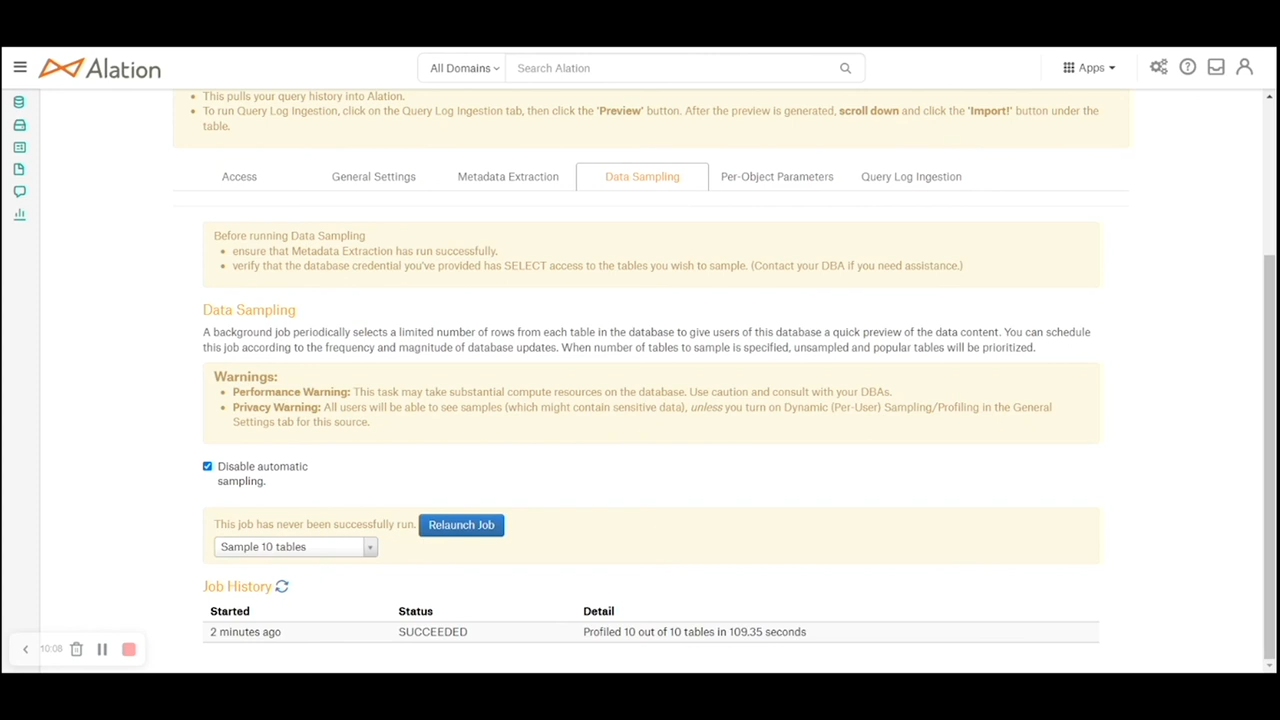 Alation
All Domains
Search Alation
Apps
This pulls your query history into Alation.
To run Query Log Ingestion, click on the Query Log Ingestion tab, then click the 'Preview' button. After the preview is generated, scroll down and click the 'Import!' button under the
table.
Access
General Settings
Metadata Extraction
Data Sampling
Per-Object Parameters
Query Log Ingestion
Before running Data Sampling
ensure that Metadata Extraction has run successfully.
verify that the database credential you've provided has SELECT access to the tables you wish to sample. (Contact your DBA if you need assistance.)
Data Sampling
A background job periodically selects a limited number of rows from each table in the database to give users of this database a quick preview of the data content. You can schedule
this job according to the frequency and magnitude of database updates. When number of tables to sample is specified, unsampled and popular tables will be prioritized.
Warnings:
Performance Warning: This task may take substantial compute resources on the database. Use caution and consult with your DBAs.
Privacy Warning: All users will be able to see samples (which might contain sensitive data), unless you turn on Dynamic (Per-User) Sampling/Profiling in the General
Settings tab for this source.
Disable automatic
sampling.
This job has never been successfully run. Relaunch Job
Sample 10 tables
Job History
Started Status Detail
2 minutes ago SUCCEEDED Profiled 10 out of 10 tables in 109.35 seconds
10:08